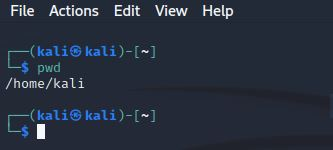 File Actions Edit View Help
┌──(kali㉿kali)-[~]
└─$ pwd
/home/kali
┌──(kali㉿kali)-[~]
└─$